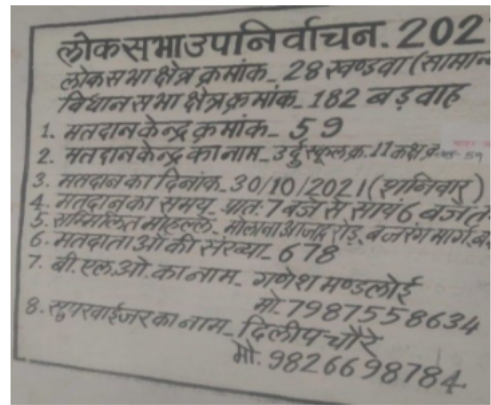 लोकसभा उपनिर्वाचन. 202
लोकसभा क्षेत्र क्रमांक- 28 खण्डवा (सामान्
विधानसभा क्षेत्र क्रमांक- 182 बड़वाह
1. मतदान केन्द्र क्रमांक- 59
2. मतदान केन्द्र का नाम- उर्दु स्कूल क्र. 11 कक्ष क्र. 59
3. मतदान का दिनांक- 30/10/2021 (शनिवार)
4. मतदान का समय- प्रातः 7 बजे से सायं 6 बजे त
5. सम्मिलित मोहल्ले- मौलाना आजाद रोड़, बजरंग मार्ग,
6. मतदाताओ की संख्या- 678
7. बी.एल.ओ. का नाम- गणेश मण्डलोई
मो. 7987558634
8. सुपरवाईजर का नाम- दिलीप चौरे
मो. 9826698784